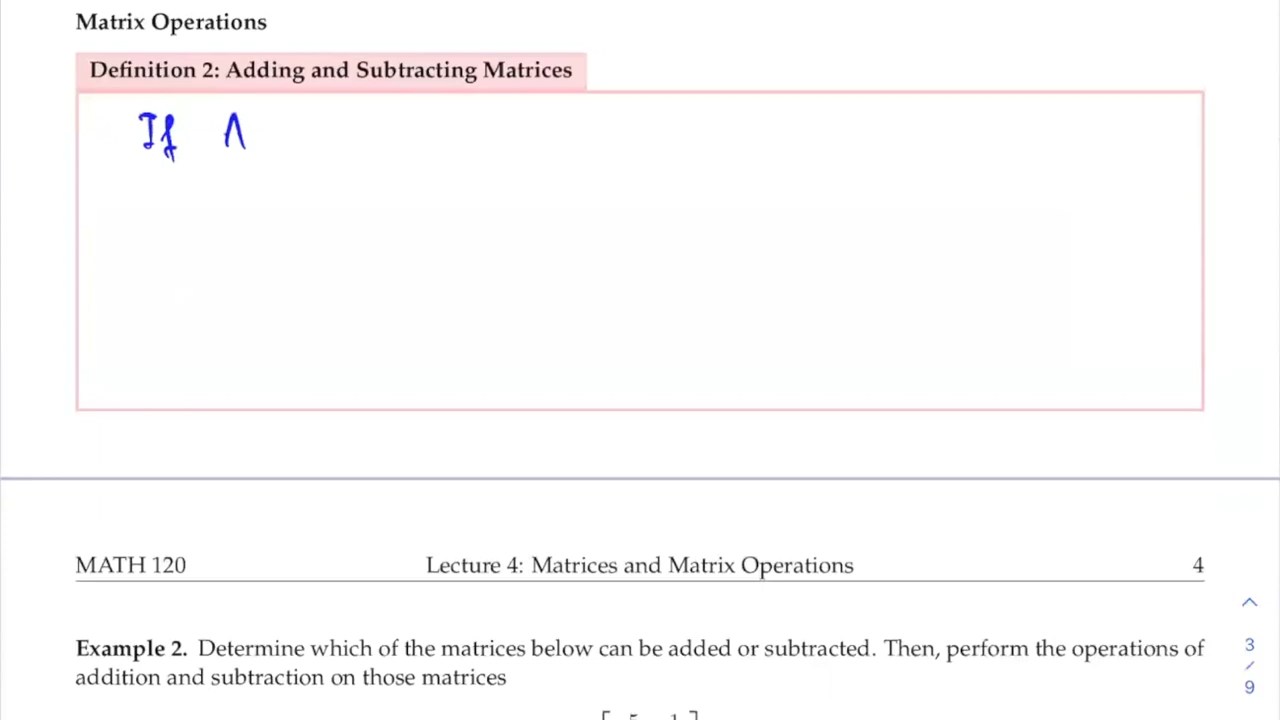 Matrix Operations
Definition 2: Adding and Subtracting Matrices
If
MATH 120 Lecture 4: Matrices and Matrix Operations 4
Example 2. Determine which of the matrices below can be added or subtracted. Then, perform the operations of
addition and subtraction on those matrices
3
/
9